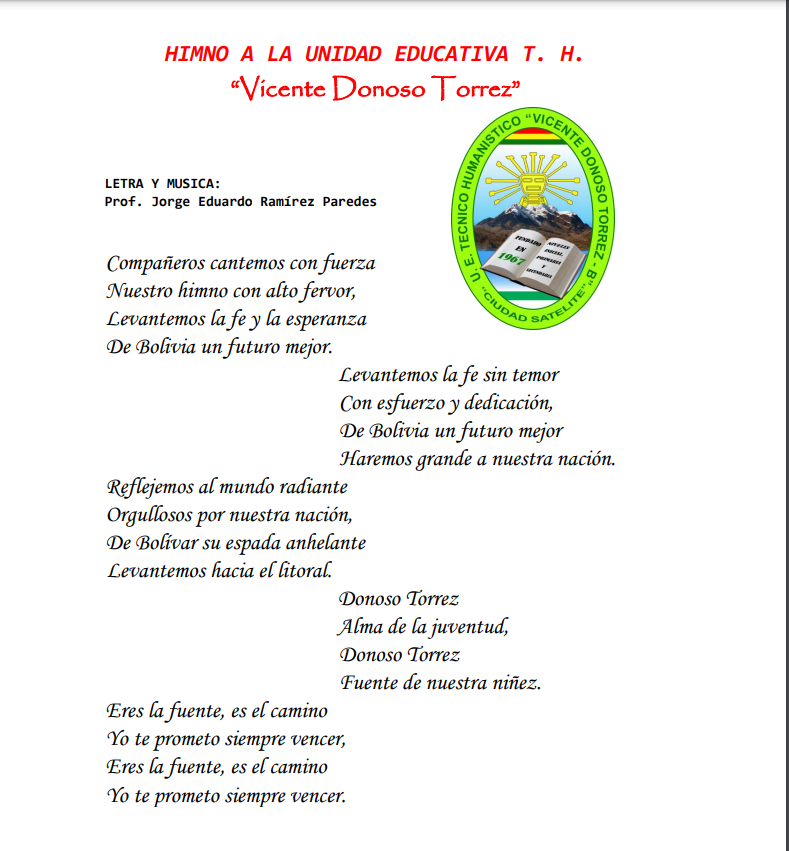 HIMNO A LA UNIDAD EDUCATIVA T. H.
“Vicente Donoso Torrez”
U. E. TECNICO HUMANISTICO “VICENTE DONOSO TORREZ - B”
“CIUDAD SATELITE”
FUNDADO
EN
1967
NIVELES
INICIAL,
PRIMARIA
Y
SECUNDARIA
LETRA Y MUSICA:
Prof. Jorge Eduardo Ramírez Paredes
Compañeros cantemos con fuerza
Nuestro himno con alto fervor,
Levantemos la fe y la esperanza
De Bolivia un futuro mejor.
Levantemos la fe sin temor
Con esfuerzo y dedicación,
De Bolivia un futuro mejor
Haremos grande a nuestra nación.
Reflejemos al mundo radiante
Orgullosos por nuestra nación,
De Bolívar su espada anhelante
Levantemos hacia el litoral.
Donoso Torrez
Alma de la juventud,
Donoso Torrez
Fuente de nuestra niñez.
Eres la fuente, es el camino
Yo te prometo siempre vencer,
Eres la fuente, es el camino
Yo te prometo siempre vencer.